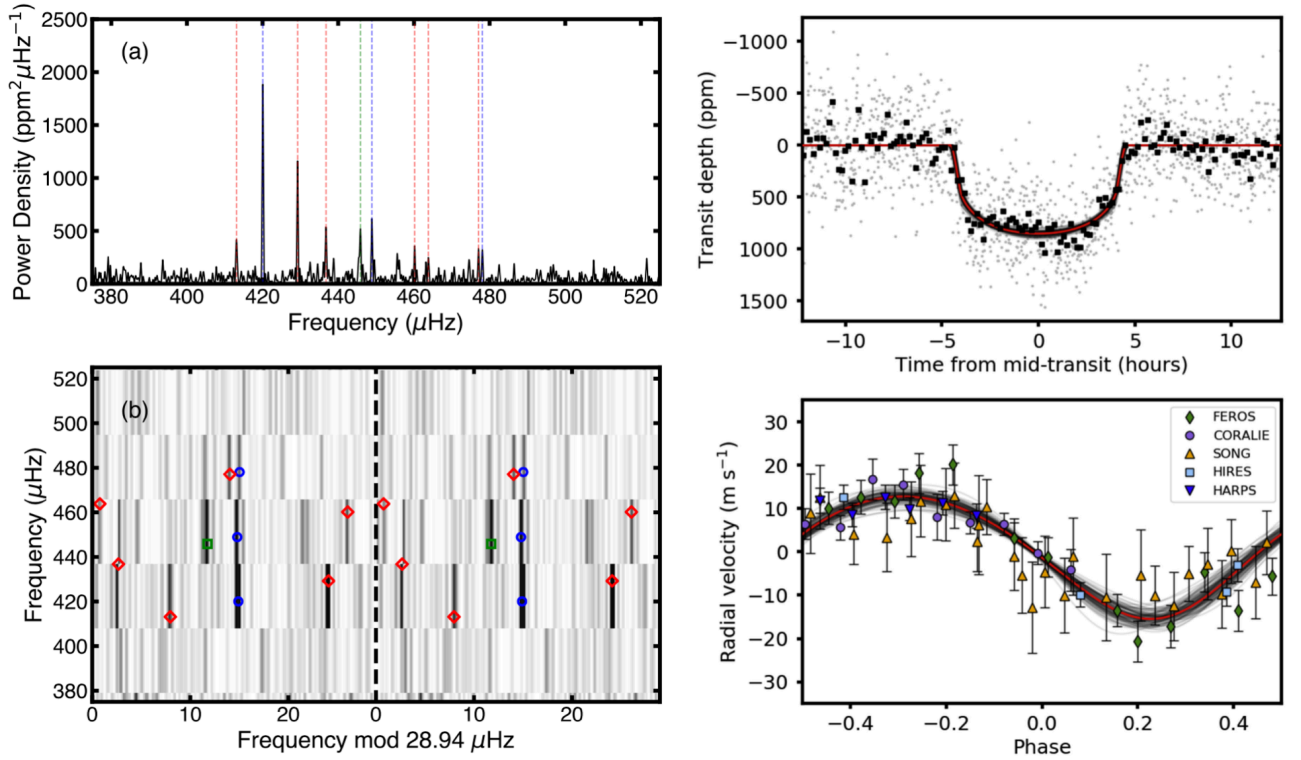 (a)
Power Density (ppm²μHz⁻¹)
2500
2000
1500
1000
500
0
380 400 420 440 460 480 500 520
Frequency (μHz)
(b)
Frequency (μHz)
520
500
480
460
440
420
400
380
0 10 20 0 10 20
Frequency mod 28.94 μHz
Transit depth (ppm)
−1000
−500
0
500
1000
1500
−10 −5 0 5 10
Time from mid-transit (hours)
Radial velocity (m s⁻¹)
30
20
10
0
−10
−20
−30
FEROS
CORALIE
SONG
HIRES
HARPS
−0.4 −0.2 0.0 0.2 0.4
Phase